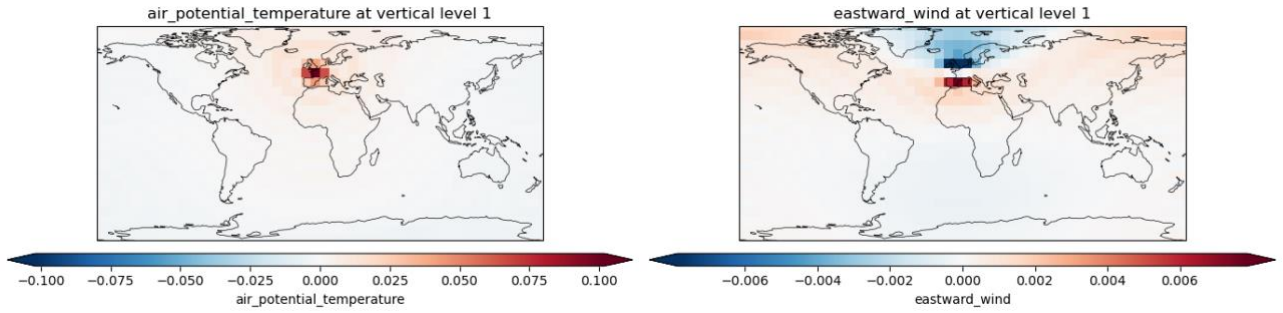 air_potential_temperature at vertical level 1
−0.100 −0.075 −0.050 −0.025 0.000 0.025 0.050 0.075 0.100
air_potential_temperature
eastward_wind at vertical level 1
−0.006 −0.004 −0.002 0.000 0.002 0.004 0.006
eastward_wind